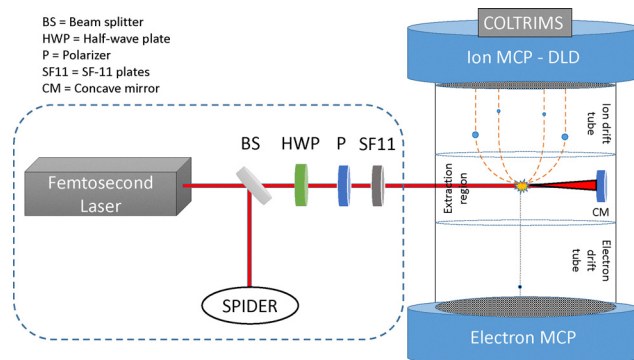 BS = Beam splitter
HWP = Half-wave plate
P = Polarizer
SF11 = SF-11 plates
CM = Concave mirror
COLTRIMS
Ion MCP - DLD
Ion drift
tube
BS
HWP
P
SF11
Femtosecond
Laser
Extraction
region
CM
Electron
drift
tube
SPIDER
Electron MCP